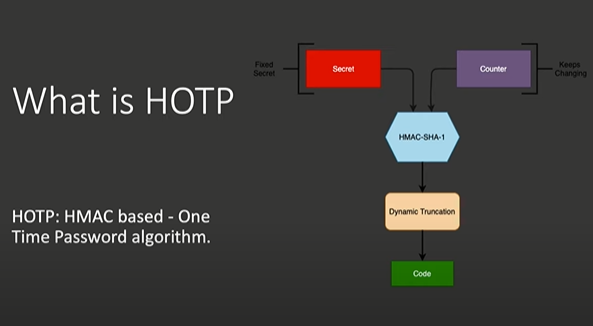 What is HOTP
HOTP: HMAC based - One
Time Password algorithm.
Fixed
Secret
Secret
Counter
Keeps
Changing
HMAC-SHA-1
Dynamic Truncation
Code